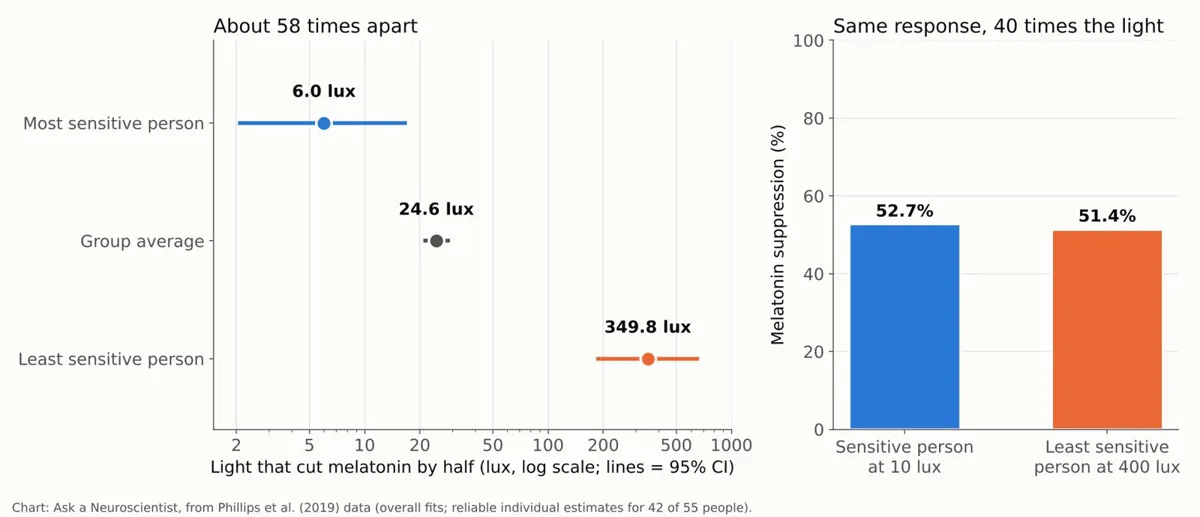 About 58 times apart
6.0 lux
Most sensitive person
24.6 lux
Group average
349.8 lux
Least sensitive person
2 5 10 20 50 100 200 500 1000
Light that cut melatonin by half (lux, log scale; lines = 95% CI)
Same response, 40 times the light
100
80
60
40
20
0
Melatonin suppression (%)
52.7%
51.4%
Sensitive person
at 10 lux
Least sensitive
person at 400 lux
Chart: Ask a Neuroscientist, from Phillips et al. (2019) data (overall fits; reliable individual estimates for 42 of 55 people).